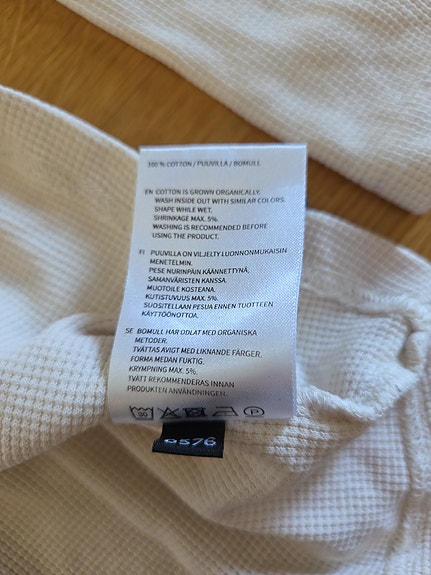 100 % COTTON / PUUVILLA / BOMULL
EN COTTON IS GROWN ORGANICALLY.
WASH INSIDE OUT WITH SIMILAR COLORS.
SHAPE WHILE WET.
SHRINKAGE MAX. 5%.
WASHING IS RECOMMENDED BEFORE
USING THE PRODUCT.
FI PUUVILLA ON VILJELTY LUONNONMUKAISIN
MENETELMIN.
PESE NURINPÄIN KÄÄNNETTYNÄ,
SAMANVÄRISTEN KANSSA.
MUOTOILE KOSTEANA.
KUTISTUVUUS MAX. 5%.
SUOSITELLAAN PESUA ENNEN TUOTTEEN
KÄYTTÖÖNOTTOA.
SE BOMULL HAR ODLAT MED ORGANISKA
METODER.
TVÄTTAS AVIGT MED LIKNANDE FÄRGER.
FORMA MEDAN FUKTIG.
KRYMPNING MAX. 5%.
TVÄTT REKOMMENDERAS INNAN
PRODUKTEN ANVÄNDNINGEN.
P